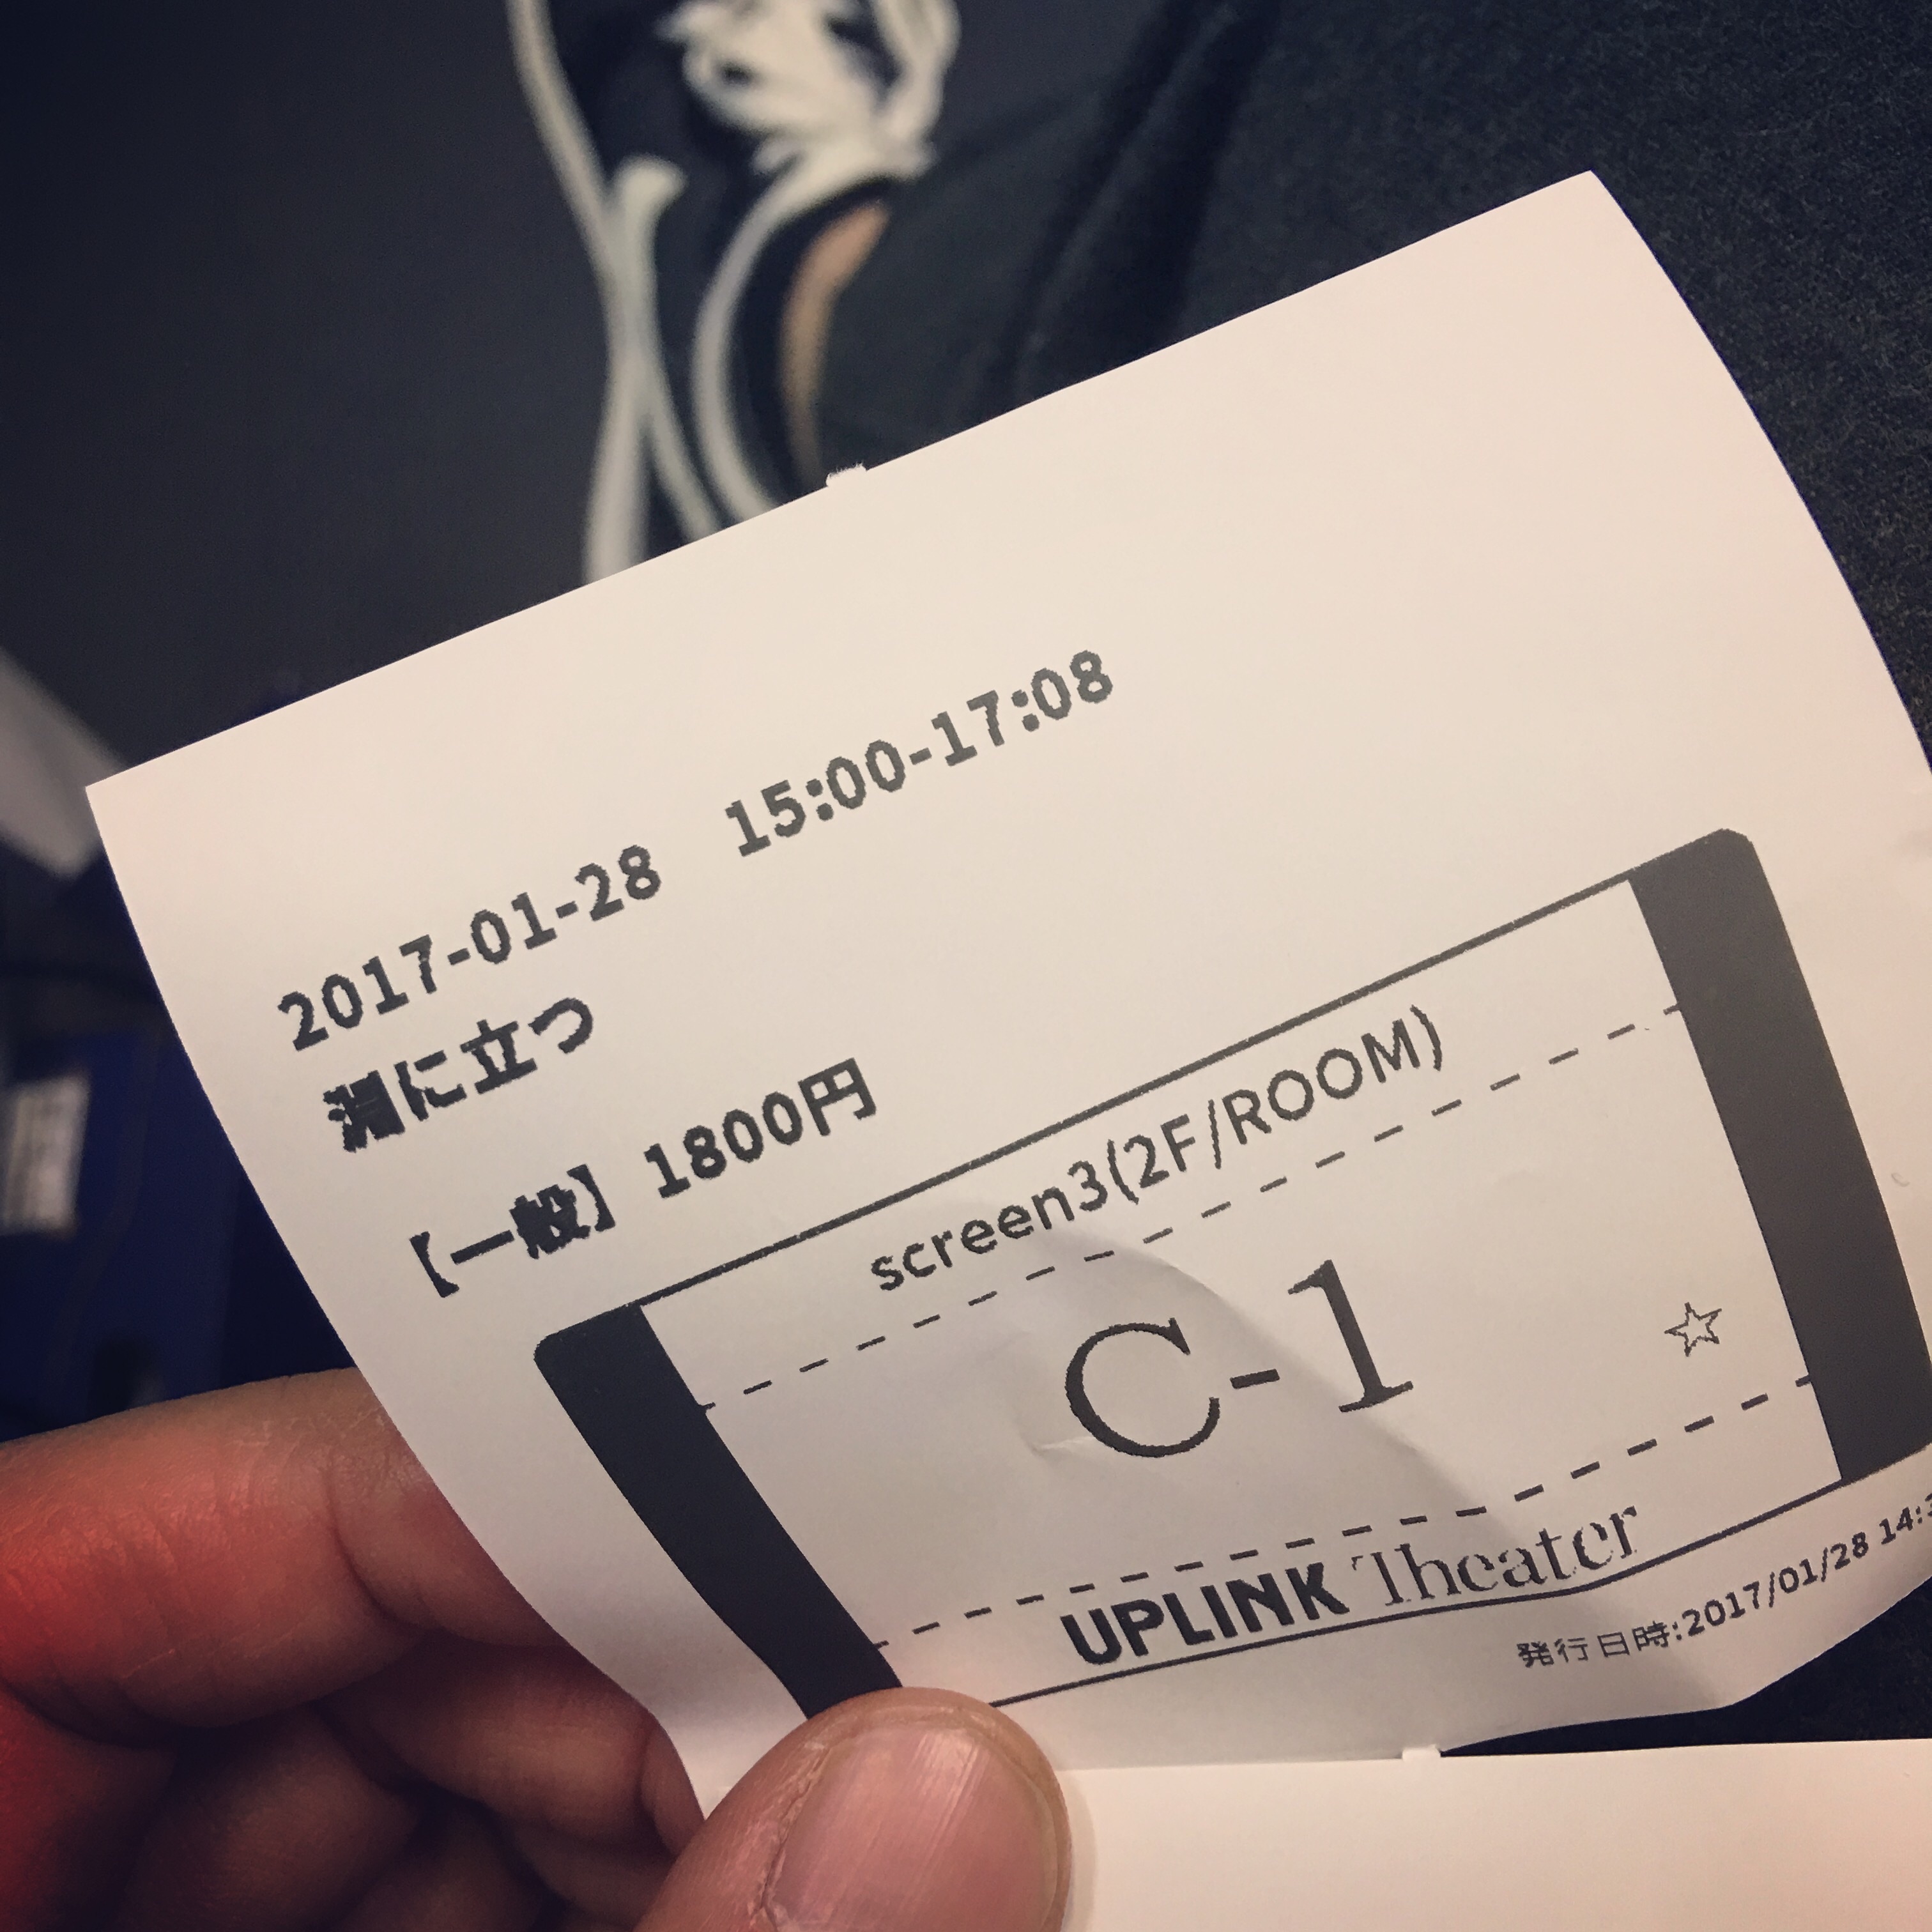 2017-01-28 15:00-17:08
淵に立つ
【一般】1800円
screen3(2F/ROOM)
C-1 ☆
UPLINK Theater
発行日時:2017/01/28 14: